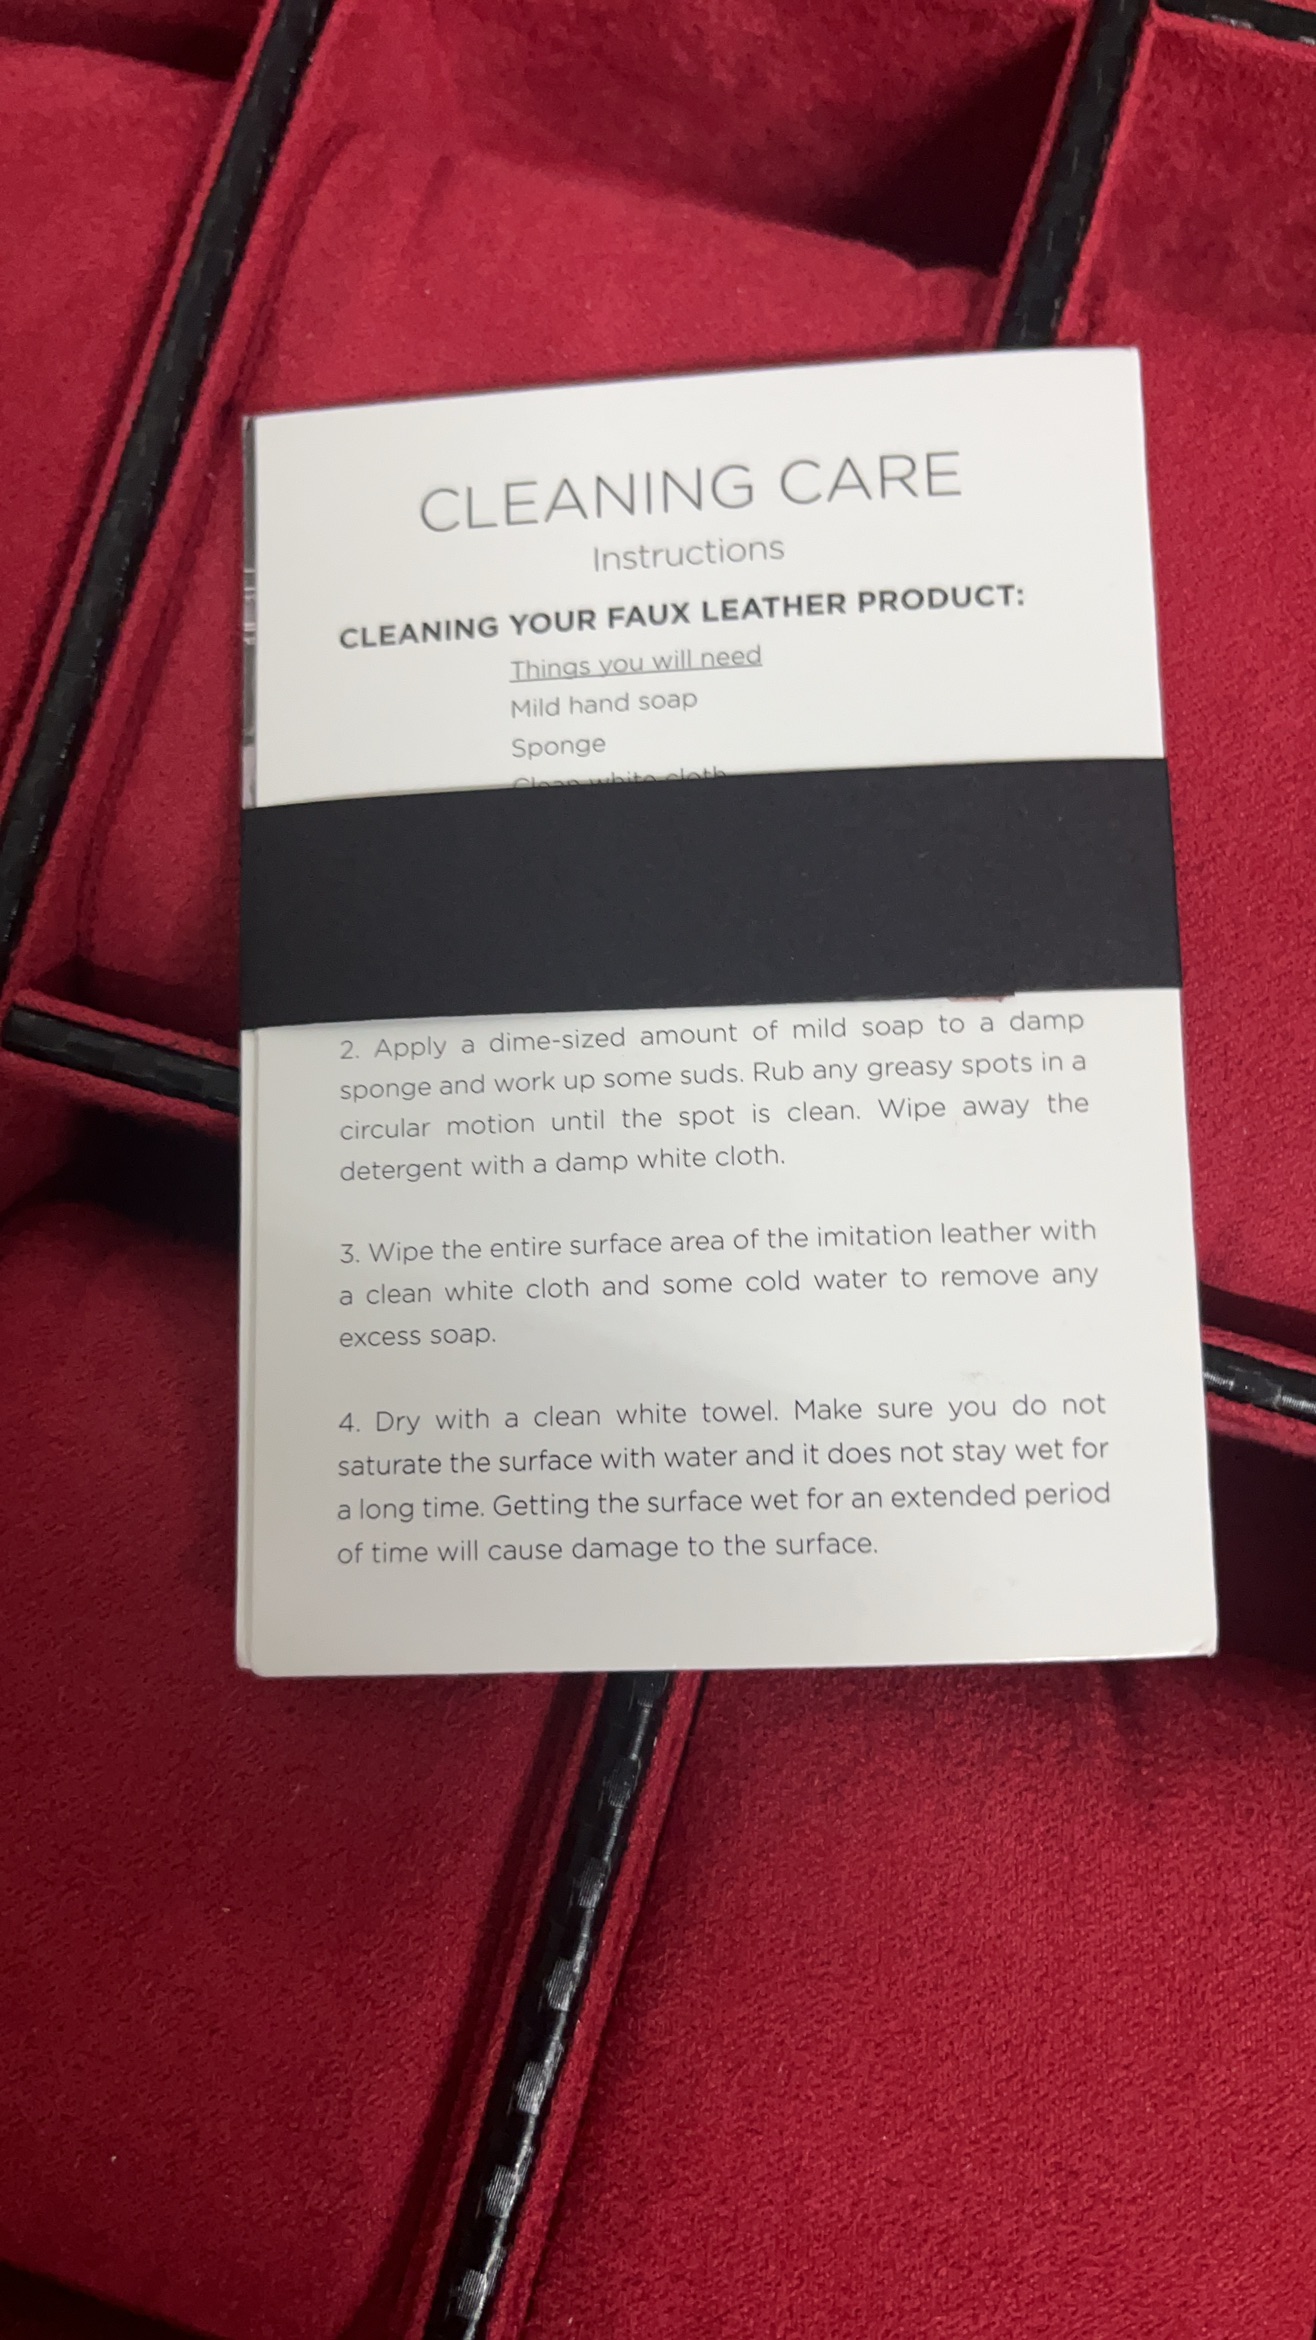 CLEANING CARE
Instructions
CLEANING YOUR FAUX LEATHER PRODUCT:
Things you will need
Mild hand soap
Sponge
Clean white cloth
2. Apply a dime-sized amount of mild soap to a damp
sponge and work up some suds. Rub any greasy spots in a
circular motion until the spot is clean. Wipe away the
detergent with a damp white cloth.
3. Wipe the entire surface area of the imitation leather with
a clean white cloth and some cold water to remove any
excess soap.
4. Dry with a clean white towel. Make sure you do not
saturate the surface with water and it does not stay wet for
a long time. Getting the surface wet for an extended period
of time will cause damage to the surface.